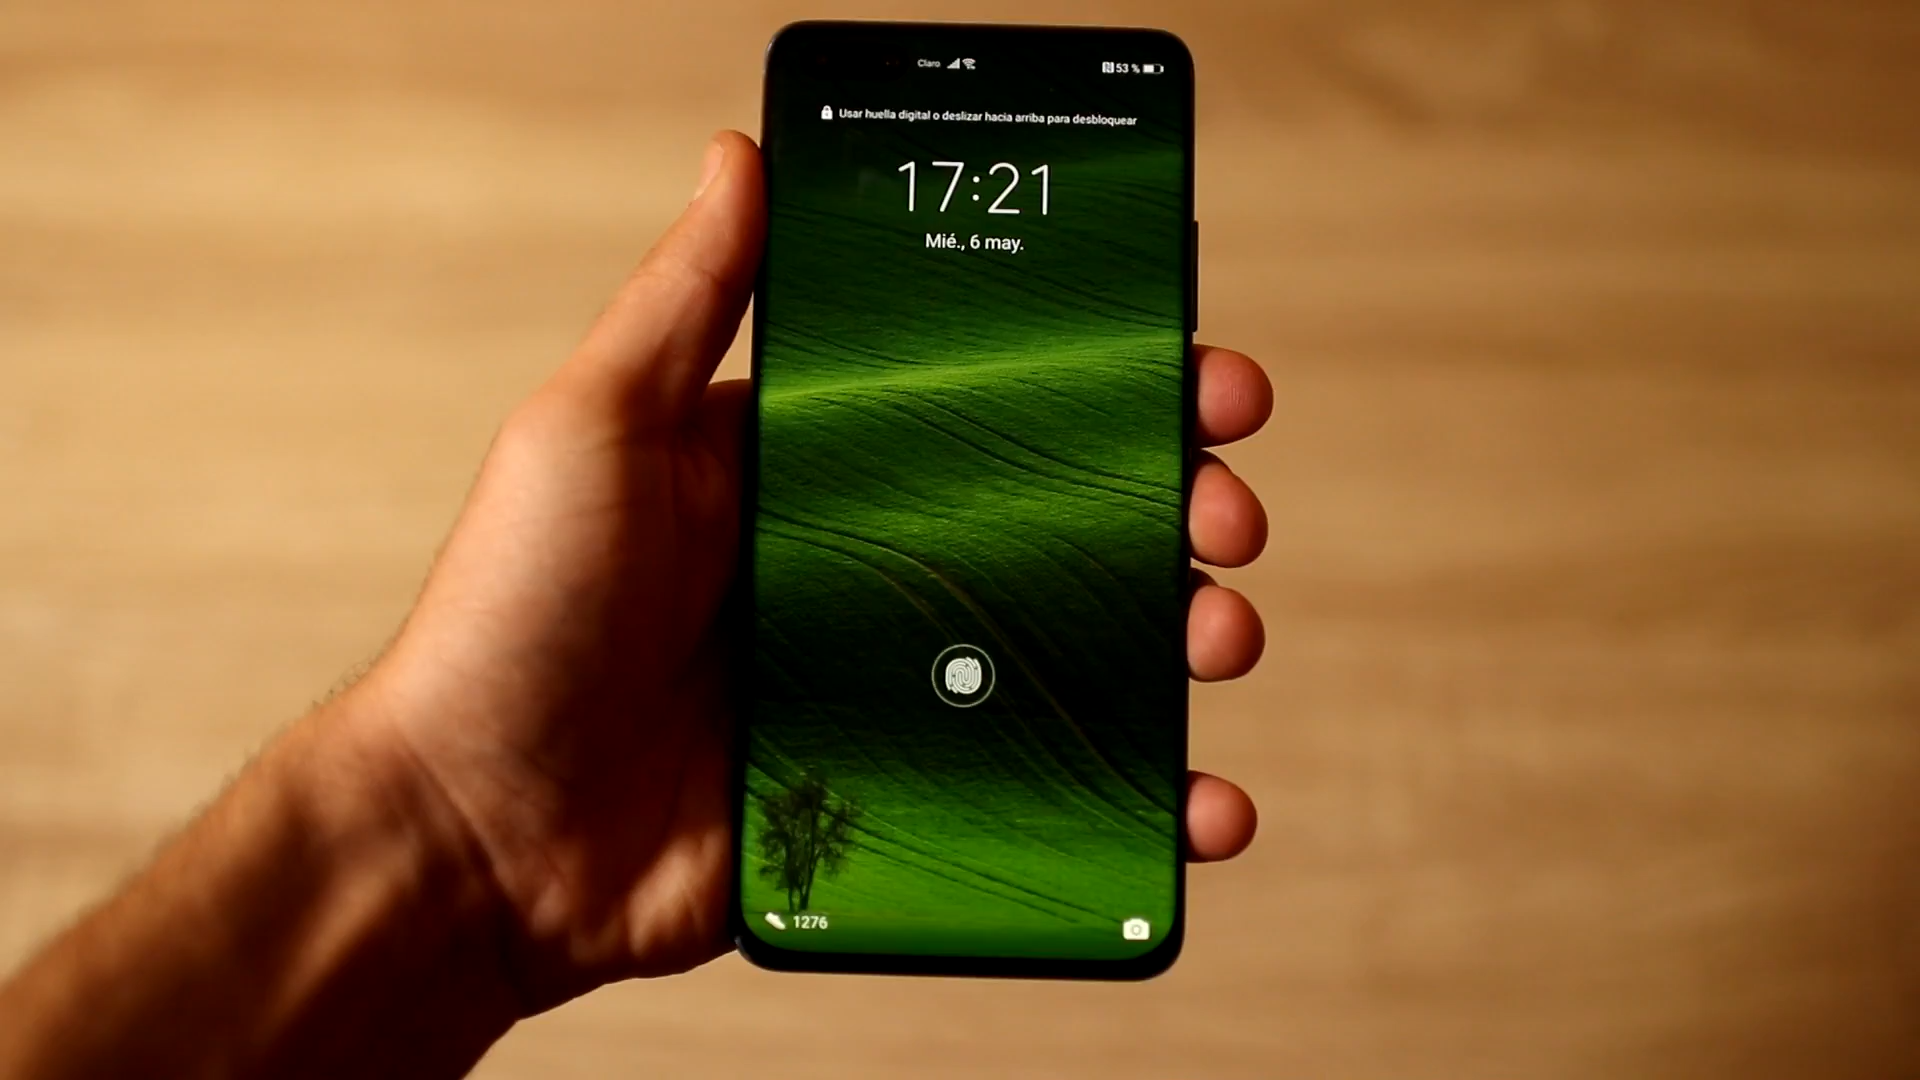 Claro
53 %
Usar huella digital o deslizar hacia arriba para desbloquear
17:21
Mié., 6 may.
1276